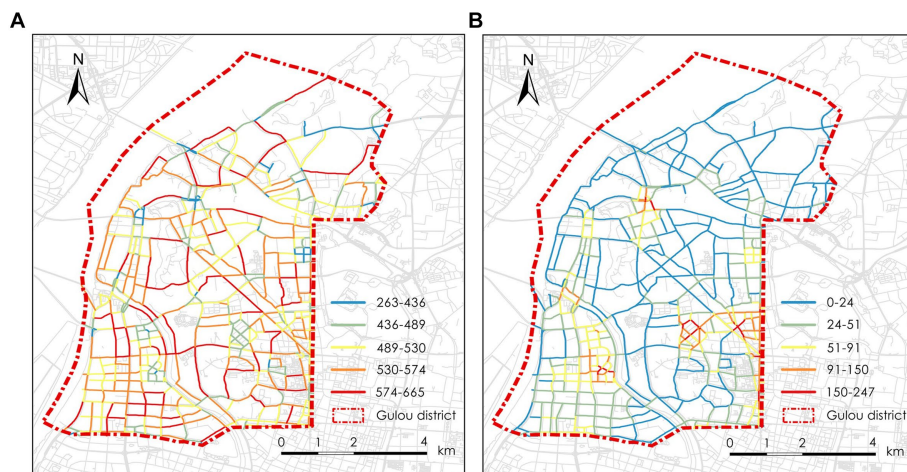 A
N
263-436
436-489
489-530
530-574
574-665
Gulou district
0 1 2 4
km
B
N
0-24
24-51
51-91
91-150
150-247
Gulou district
0 1 2 4
km